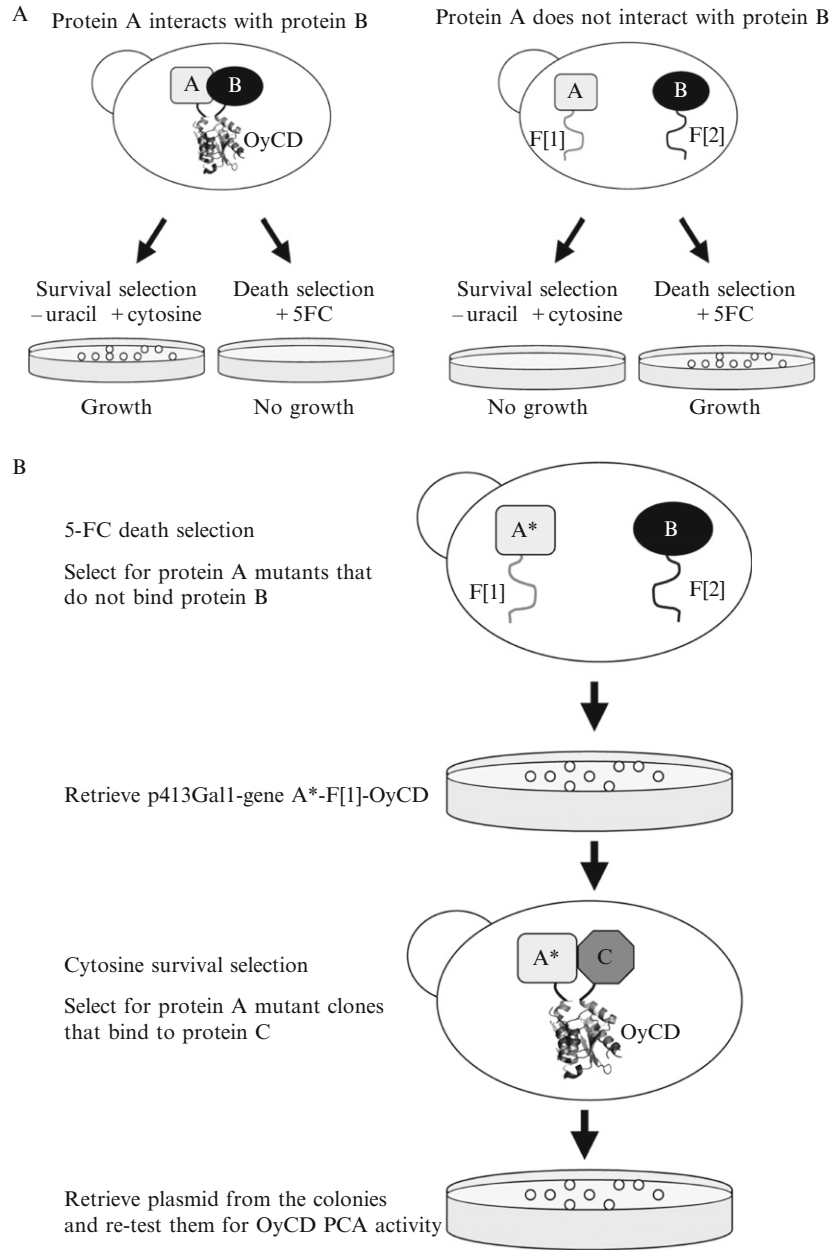 A
Protein A interacts with protein B
Protein A does not interact with protein B
A
B
OyCD
A
B
F[1]
F[2]
Survival selection
–uracil +cytosine
Death selection
+5FC
Survival selection
–uracil +cytosine
Death selection
+5FC
Growth
No growth
No growth
Growth
B
5-FC death selection
Select for protein A mutants that
do not bind protein B
A*
B
F[1]
F[2]
Retrieve p413Gal1-gene A*-F[1]-OyCD
Cytosine survival selection
Select for protein A mutant clones
that bind to protein C
A*
C
OyCD
Retrieve plasmid from the colonies
and re-test them for OyCD PCA activity